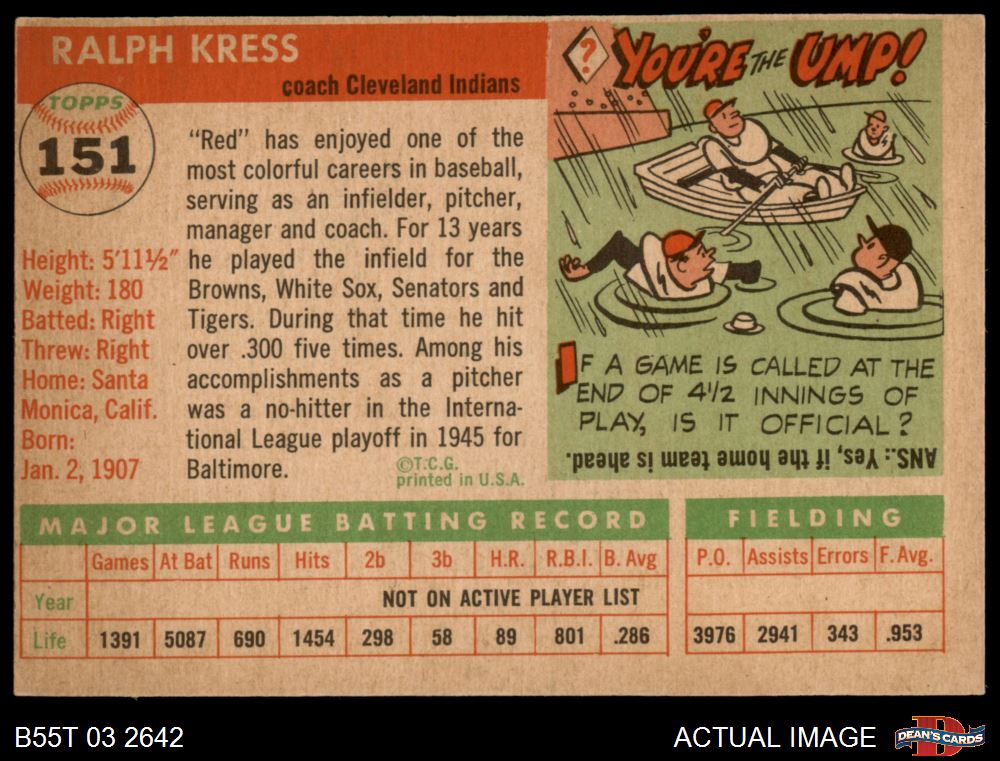 RALPH KRESS
coach Cleveland Indians
TOPPS
151
Height: 5'11½"
Weight: 180
Batted: Right
Threw: Right
Home: Santa
Monica, Calif.
Born:
Jan. 2, 1907
"Red" has enjoyed one of the
most colorful careers in baseball,
serving as an infielder, pitcher,
manager and coach. For 13 years
he played the infield for the
Browns, White Sox, Senators and
Tigers. During that time he hit
over .300 five times. Among his
accomplishments as a pitcher
was a no-hitter in the Interna-
tional League playoff in 1945 for
Baltimore.
©T.C.G.
printed in U.S.A.
?
YOU'RE THE UMP!
IF A GAME IS CALLED AT THE
END OF 4½ INNINGS OF
PLAY, IS IT OFFICIAL?
ANS.: Yes, if the home team is ahead.
MAJOR LEAGUE BATTING RECORD
FIELDING
Games At Bat Runs Hits 2b 3b H.R. R.B.I. B. Avg P.O. Assists Errors F. Avg.
Year NOT ON ACTIVE PLAYER LIST
Life 1391 5087 690 1454 298 58 89 801 .286 3976 2941 343 .953
B55T 03 2642
ACTUAL IMAGE
D
DEAN'S CARDS